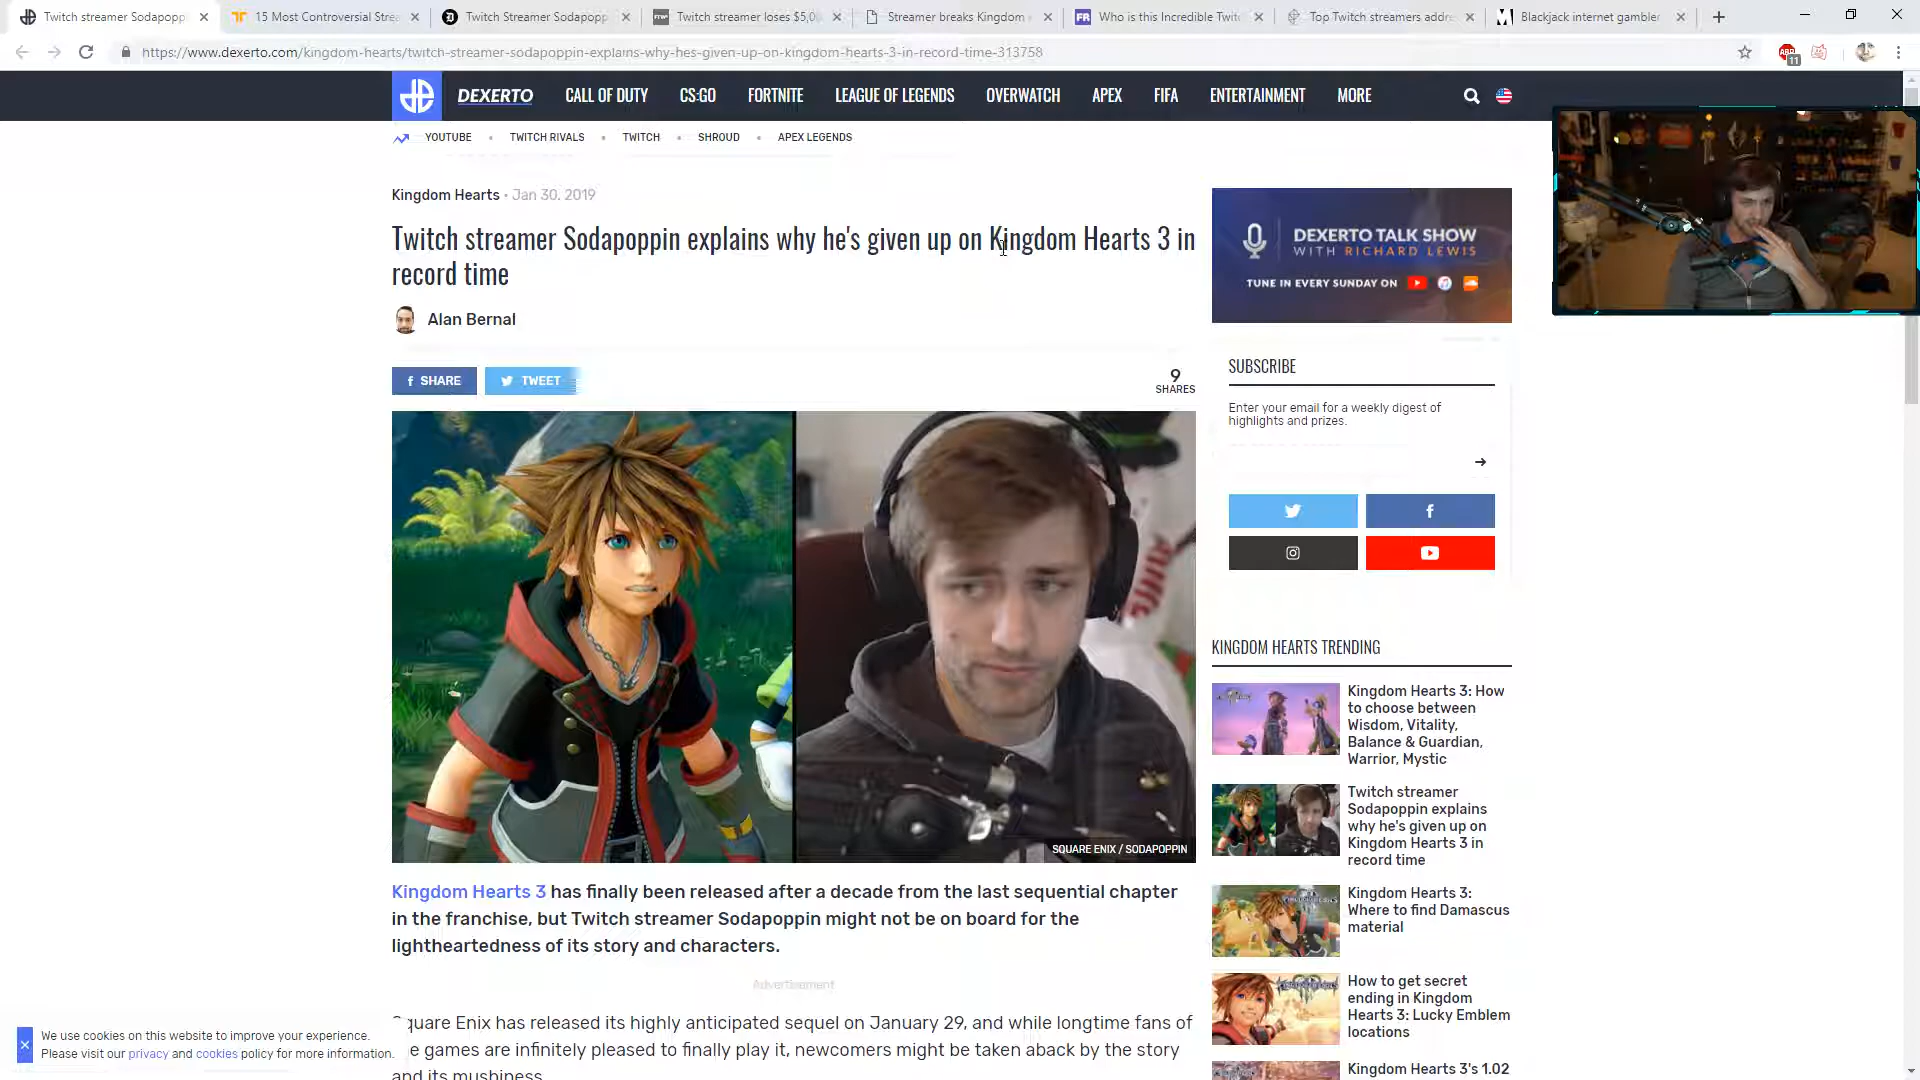 Twitch streamer Sodapopp
15 Most Controversial Strea
Twitch Streamer Sodapopp
Twitch streamer loses $5,0
Streamer breaks Kingdom
Who is this Incredible Twitc
Top Twitch streamers addre
Blackjack internet gambler
https://www.dexerto.com/kingdom-hearts/twitch-streamer-sodapoppin-explains-why-hes-given-up-on-kingdom-hearts-3-in-record-time-313758
11
DEXERTO
CALL OF DUTY
CS:GO
FORTNITE
LEAGUE OF LEGENDS
OVERWATCH
APEX
FIFA
ENTERTAINMENT
MORE
YOUTUBE • TWITCH RIVALS • TWITCH • SHROUD • APEX LEGENDS
Kingdom Hearts • Jan 30, 2019
Twitch streamer Sodapoppin explains why he's given up on Kingdom Hearts 3 in
record time
Alan Bernal
SHARE
TWEET
9
SHARES
SQUARE ENIX / SODAPOPPIN
Kingdom Hearts 3 has finally been released after a decade from the last sequential chapter
in the franchise, but Twitch streamer Sodapoppin might not be on board for the
lightheartedness of its story and characters.
Advertisement
quare Enix has released its highly anticipated sequel on January 29, and while longtime fans of
e games are infinitely pleased to finally play it, newcomers might be taken aback by the story
and its mushiness
DEXERTO TALK SHOW
WITH RICHARD LEWIS
TUNE IN EVERY SUNDAY ON
SUBSCRIBE
Enter your email for a weekly digest of
highlights and prizes.
KINGDOM HEARTS TRENDING
Kingdom Hearts 3: How
to choose between
Wisdom, Vitality,
Balance & Guardian,
Warrior, Mystic
Twitch streamer
Sodapoppin explains
why he's given up on
Kingdom Hearts 3 in
record time
Kingdom Hearts 3:
Where to find Damascus
material
How to get secret
ending in Kingdom
Hearts 3: Lucky Emblem
locations
Kingdom Hearts 3's 1.02
We use cookies on this website to improve your experience.
Please visit our privacy and cookies policy for more information.